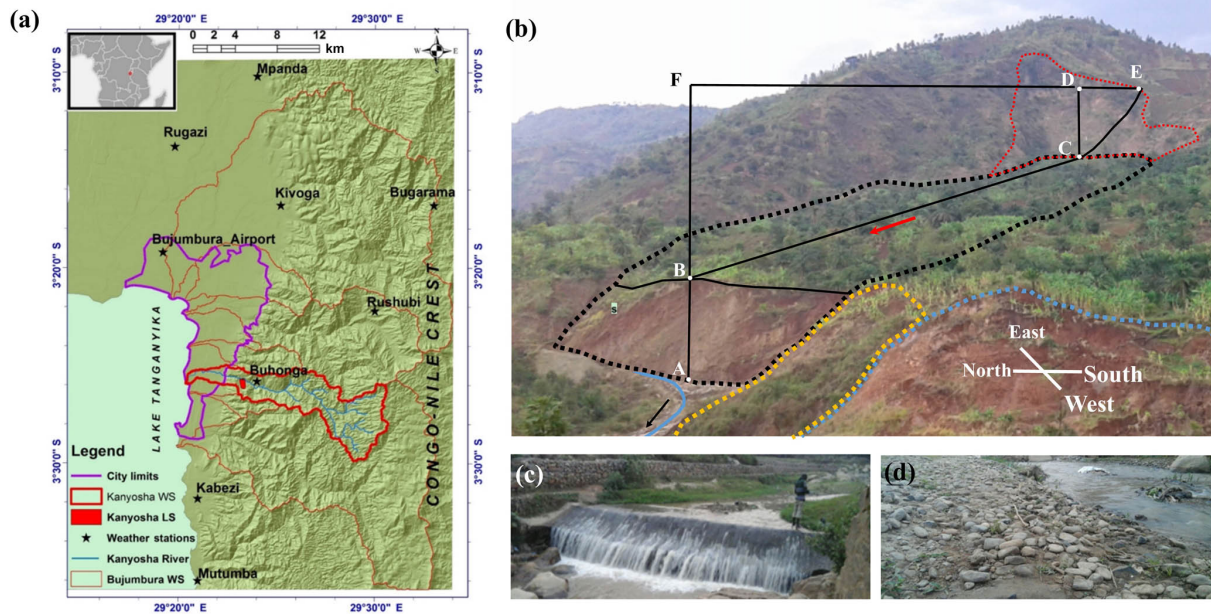 (a)
29°20'0" E
29°30'0" E
0 2 4 8 12 km
N
W E
S
3°10'0" S
3°10'0" S
Mpanda
Rugazi
Kivoga
Bugarama
Bujumbura_Airport
3°20'0" S
3°20'0" S
Rushubi
Buhonga
LAKE TANGANYIKA
CONGO-NILE CREST
3°30'0" S
3°30'0" S
Kabezi
Mutumba
Legend
City limits
Kanyosha WS
Kanyosha LS
Weather stations
Kanyosha River
Bujumbura WS
29°20'0" E
29°30'0" E
(b)
F
D
E
C
B
s
A
East
North
South
West
(c)
(d)